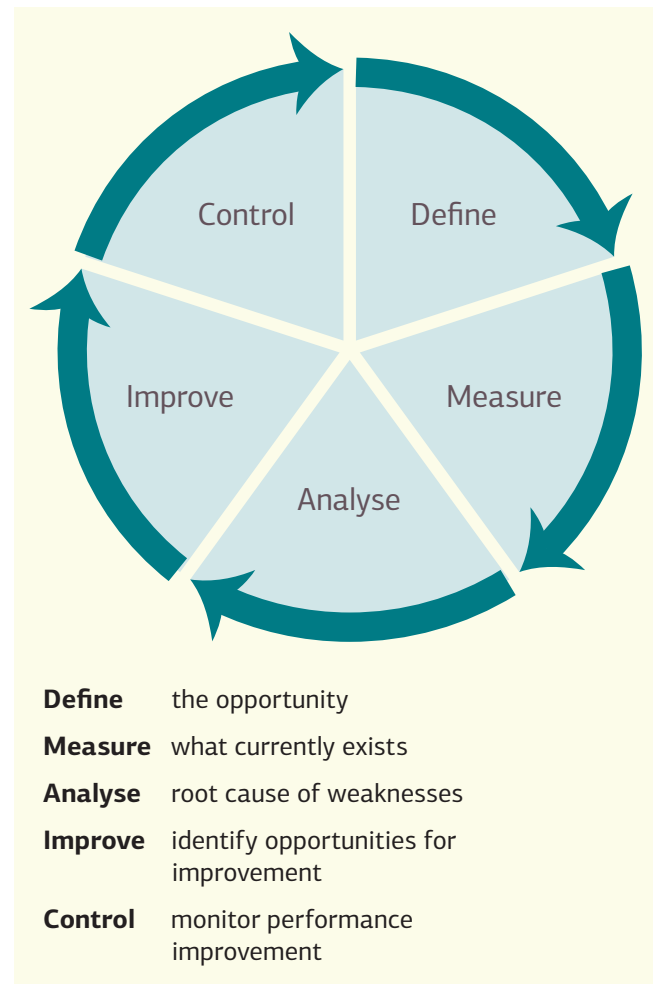 Control
Define
Improve
Measure
Analyse
Define the opportunity
Measure what currently exists
Analyse root cause of weaknesses
Improve identify opportunities for
improvement
Control monitor performance
improvement